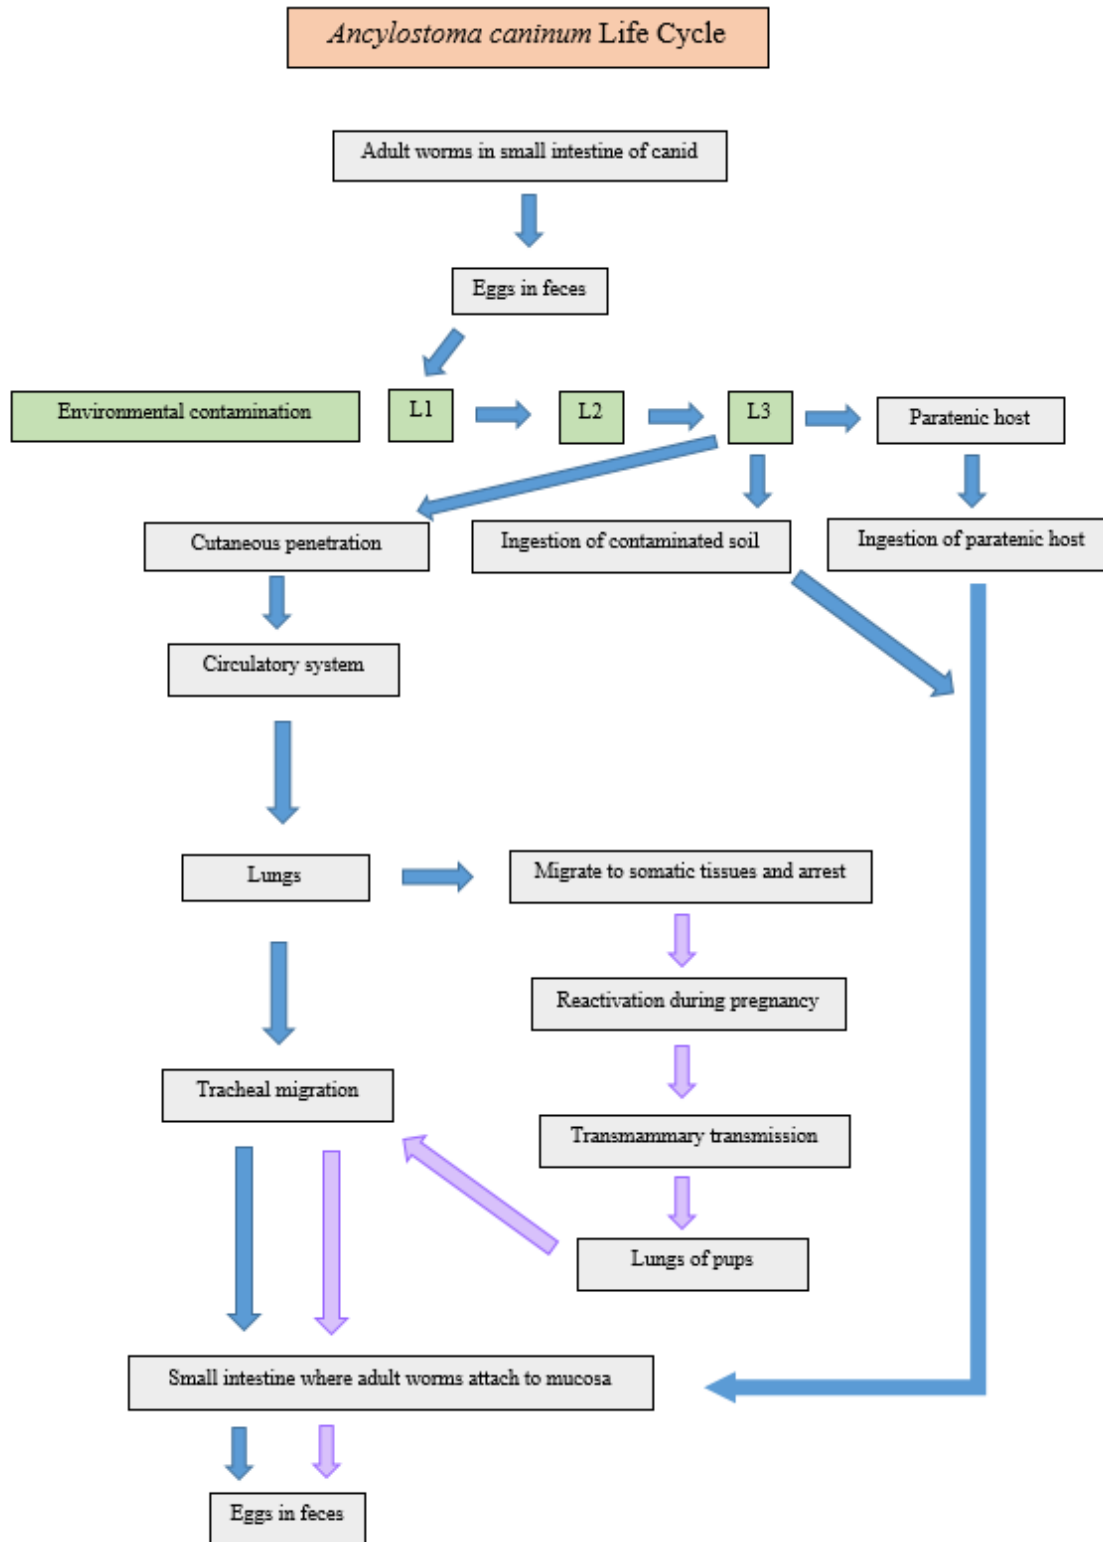 Ancylostoma caninum Life Cycle
Adult worms in small intestine of canid
Eggs in feces
Environmental contamination
L1
L2
L3
Paratenic host
Cutaneous penetration
Ingestion of contaminated soil
Ingestion of paratenic host
Circulatory system
Lungs
Migrate to somatic tissues and arrest
Reactivation during pregnancy
Tracheal migration
Transmammary transmission
Lungs of pups
Small intestine where adult worms attach to mucosa
Eggs in feces